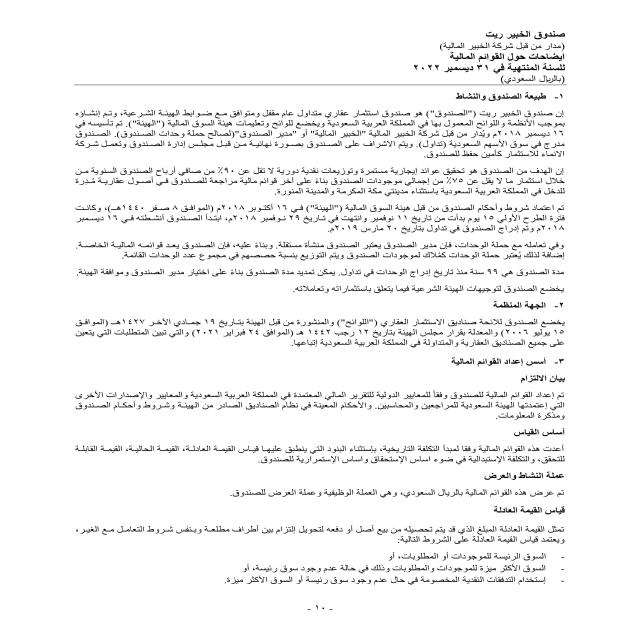 صندوق الخبير ريت
(مدار من قبل شركة الخبير المالية)
إيضاحات حول القوائم المالية
للسنة المنتهية في ٣١ ديسمبر ٢٠٢٢
(بالريال السعودي)
١- طبيعة الصندوق والنشاط
إن صندوق الخبير ريت ("الصندوق") هو صندوق استثمار عقاري متداول عام مقفل ومتوافق مع ضوابط الهيئة الشرعية، وتم إنشاؤه
بموجب الأنظمة واللوائح المعمول بها في المملكة العربية السعودية ويخضع للوائح وتعليمات هيئة السوق المالية ("الهيئة"). تم تأسيسه في
١٦ ديسمبر ٢٠١٨م ويُدار من قبل شركة الخبير المالية "الخبير المالية" أو "مدير الصندوق" (لصالح حملة وحدات الصندوق). الصندوق
مدرج في سوق الأسهم السعودية (تداول). ويتم الاشراف على الصندوق بصورة نهائية من قبل مجلس إدارة الصندوق وتعمل شركة
الانماء للاستثمار كأمين حفظ للصندوق.
إن الهدف من الصندوق هو تحقيق عوائد إيجارية مستمرة وتوزيعات نقدية دورية لا تقل عن ٩٠٪ من صافي أرباح الصندوق السنوية من
خلال استثمار ما لا يقل عن ٧٥٪ من إجمالي موجودات الصندوق بناءً على آخر قوائم مالية مراجعة للصندوق في أصول عقارية مُدرة
للدخل في المملكة العربية السعودية باستثناء مدينتي مكة المكرمة والمدينة المنورة.
تم اعتماد شروط وأحكام الصندوق من قبل هيئة السوق المالية ("الهيئة") في ١٦ أكتوبر ٢٠١٨م (الموافق ٨ صفر ١٤٤٠هـ)، وكانت
فترة الطرح الأولي ١٥ يوم بدأت من تاريخ ١١ نوفمبر وانتهت في تاريخ ٢٩ نوفمبر ٢٠١٨م، ابتدأ الصندوق أنشطته في ١٦ ديسمبر
٢٠١٨م وتم إدراج الصندوق في تداول بتاريخ ٢٠ مارس ٢٠١٩م.
وفي تعامله مع حملة الوحدات، فإن مدير الصندوق يعتبر الصندوق منشأة مستقلة. وبناءً عليه، فإن الصندوق يعد قوائمه المالية الخاصة.
إضافة لذلك يُعتبر حملة الوحدات كمُلاك لموجودات الصندوق ويتم التوزيع بنسبة حصصهم في مجموع عدد الوحدات القائمة.
مدة الصندوق هي ٩٩ سنة منذ تاريخ إدراج الوحدات في تداول. يمكن تمديد مدة الصندوق بناءً على اختيار مدير الصندوق وموافقة الهيئة.
يخضع الصندوق لتوجيهات الهيئة الشرعية فيما يتعلق باستثماراته وتعاملاته.
٢- الجهة المنظمة
يخضع الصندوق للائحة صناديق الاستثمار العقاري ("اللوائح") والمنشورة من قبل الهيئة بتاريخ ١٩ جمادي الآخر ١٤٢٧هـ (الموافق
١٥ يوليو ٢٠٠٦) والمعدلة بقرار مجلس الهيئة بتاريخ ١٢ رجب ١٤٤٢ هـ (الموافق ٢٤ فبراير ٢٠٢١) والتي تبين المتطلبات التي يتعين
على جميع الصناديق العقارية والمتداولة في المملكة العربية السعودية إتباعها.
٣- أسس إعداد القوائم المالية
بيان الالتزام
تم إعداد القوائم المالية للصندوق وفقاً للمعايير الدولية للتقرير المالي المعتمدة في المملكة العربية السعودية والمعايير والإصدارات الأخرى
التي إعتمدتها الهيئة السعودية للمراجعين والمحاسبين. والأحكام المعينة في نظام الصناديق الصادر من الهيئة وشروط وأحكام الصندوق
ومذكرة المعلومات.
أساس القياس
أعدت هذه القوائم المالية وفقا لمبدأ التكلفة التاريخية، بإستثناء البنود التي ينطبق عليها قياس القيمة العادلة، القيمة الحالية، القيمة القابلة
للتحقق، والتكلفة الإستبدالية في ضوء اساس الإستحقاق واساس الإستمرارية للصندوق.
عملة النشاط والعرض
تم عرض هذه القوائم المالية بالريال السعودي، وهي العملة الوظيفية وعملة العرض للصندوق.
قياس القيمة العادلة
تمثل القيمة العادلة المبلغ الذي قد يتم تحصيله من بيع أصل أو دفعه لتحويل إلتزام بين أطراف مطلعة وبنفس شروط التعامل مع الغير،
ويعتمد قياس القيمة العادلة على الشروط التالية:
- السوق الرئيسة للموجودات أو المطلوبات، أو
- السوق الأكثر ميزة للموجودات والمطلوبات وذلك في حالة عدم وجود سوق رئيسة، أو
- إستخدام التدفقات النقدية المخصومة في حال عدم وجود سوق رئيسة أو السوق الأكثر ميزة.
- ١٠ -